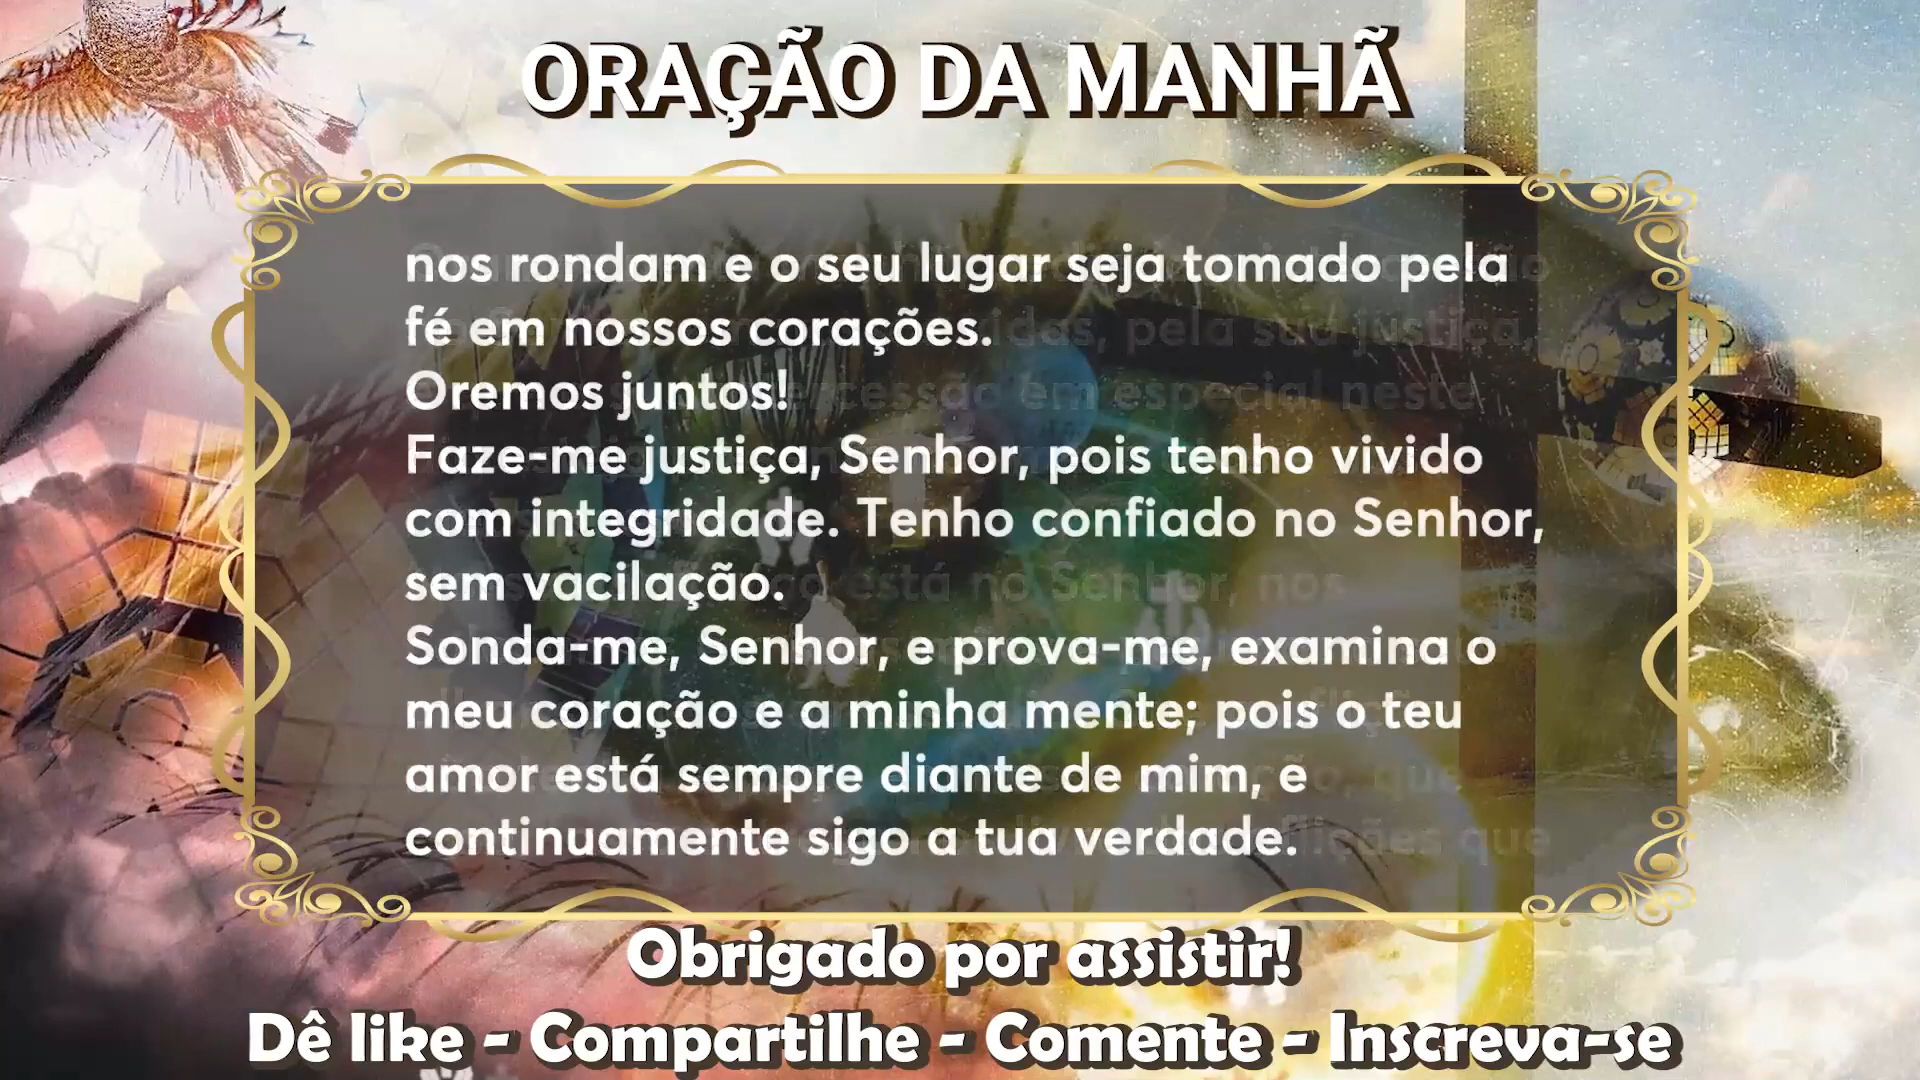 ORAÇÃO DA MANHÃ
nos rondam e o seu lugar seja tomado pela
fé em nossos corações.
Oremos juntos!
Faze-me justiça, Senhor, pois tenho vivido
com integridade. Tenho confiado no Senhor,
sem vacilação.
Sonda-me, Senhor, e prova-me, examina o
meu coração e a minha mente; pois o teu
amor está sempre diante de mim, e
continuamente sigo a tua verdade.
Obrigado por assistir!
Dê like - Compartilhe - Comente - Inscreva-se